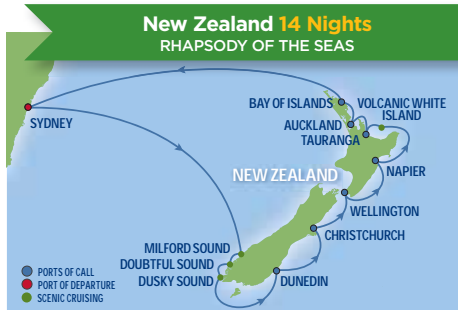 New Zealand 14 Nights
RHAPSODY OF THE SEAS
BAY OF ISLANDS
VOLCANIC WHITE
ISLAND
SYDNEY
AUCKLAND
TAURANGA
NAPIER
NEW ZEALAND
WELLINGTON
CHRISTCHURCH
MILFORD SOUND
DOUBTFUL SOUND
DUSKY SOUND
DUNEDIN
PORTS OF CALL
PORT OF DEPARTURE
SCENIC CRUISING